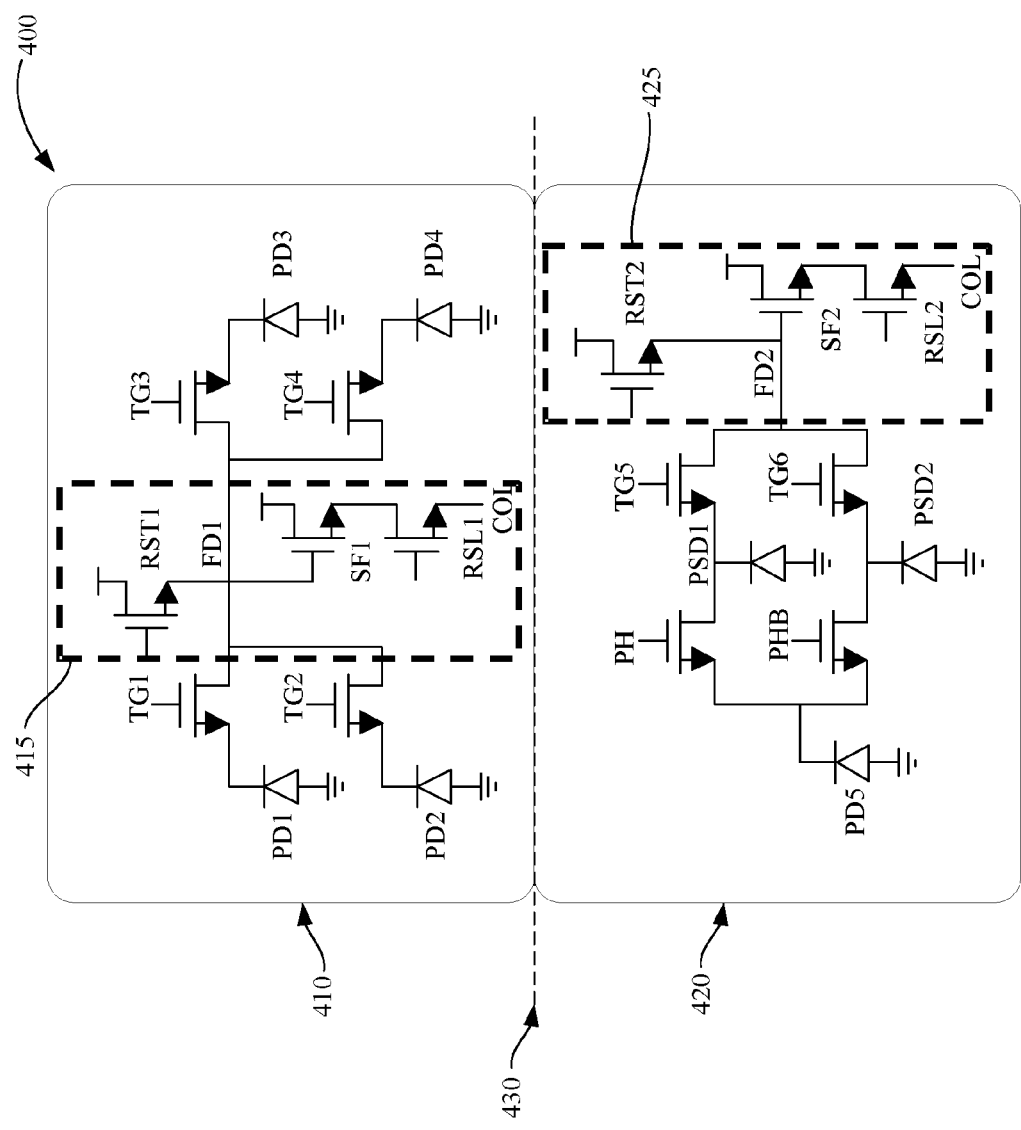 400
PD3
PD4
TG3
TG4
RST1
FD1
SF1
RSL1
COL
415
TG1
TG2
PD1
PD2
410
430
425
RST2
FD2
SF2
RSL2
COL
TG5
TG6
PSD1
PSD2
PH
PHB
PD5
420